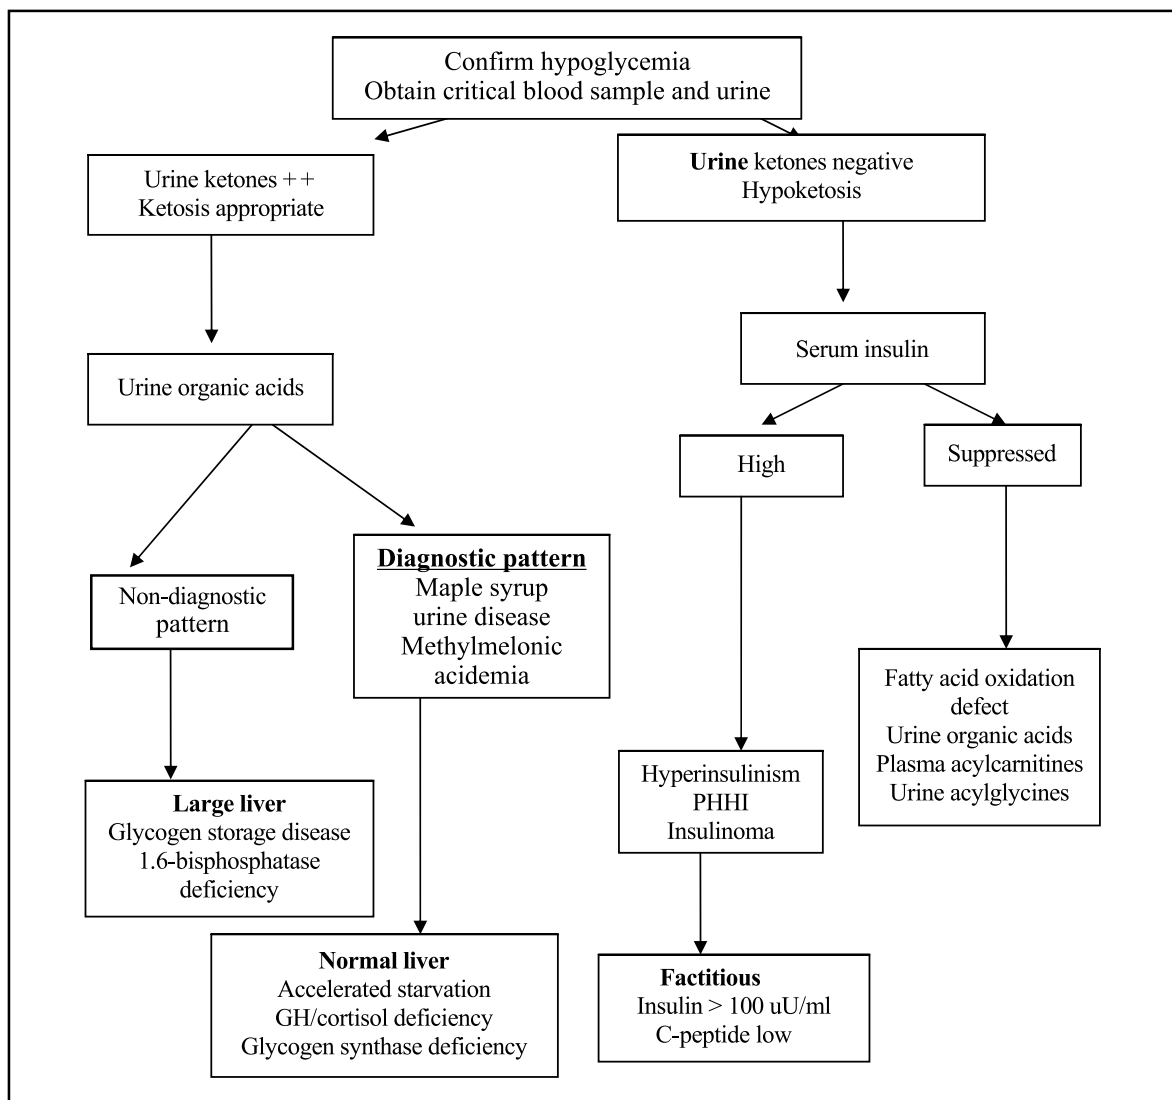 Confirm hypoglycemia
Obtain critical blood sample and urine
Urine ketones ++
Ketosis appropriate
Urine ketones negative
Hypoketosis
Urine organic acids
Serum insulin
High
Suppressed
Non-diagnostic
pattern
Diagnostic pattern
Maple syrup
urine disease
Methylmelonic
acidemia
Large liver
Glycogen storage disease
1.6-bisphosphatase
deficiency
Normal liver
Accelerated starvation
GH/cortisol deficiency
Glycogen synthase deficiency
Hyperinsulinism
PHHI
Insulinoma
Factitious
Insulin > 100 uU/ml
C-peptide low
Fatty acid oxidation
defect
Urine organic acids
Plasma acylcarnitines
Urine acylglycines